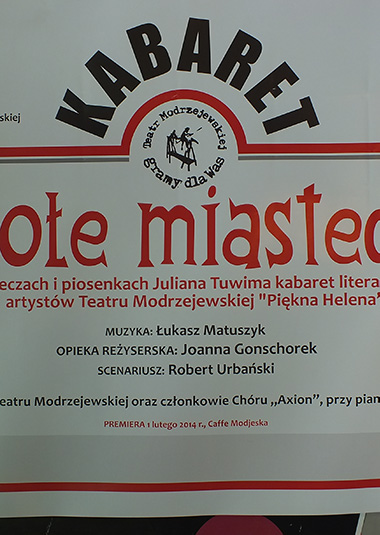 KABARET
skiej
Teatr Modrzejewskiej
gramy dla Was
ołe miastec
eczach i piosenkach Juliana Tuwima kabaret litera
artystów Teatru Modrzejewskiej "Piękna Helena"
MUZYKA: Łukasz Matuszyk
OPIEKA REŻYSERSKA: Joanna Gonschorek
SCENARIUSZ: Robert Urbański
eatru Modrzejewskiej oraz członkowie Chóru „Axion”, przy pian
PREMIERA 1 lutego 2014 r., Caffe Modjeska